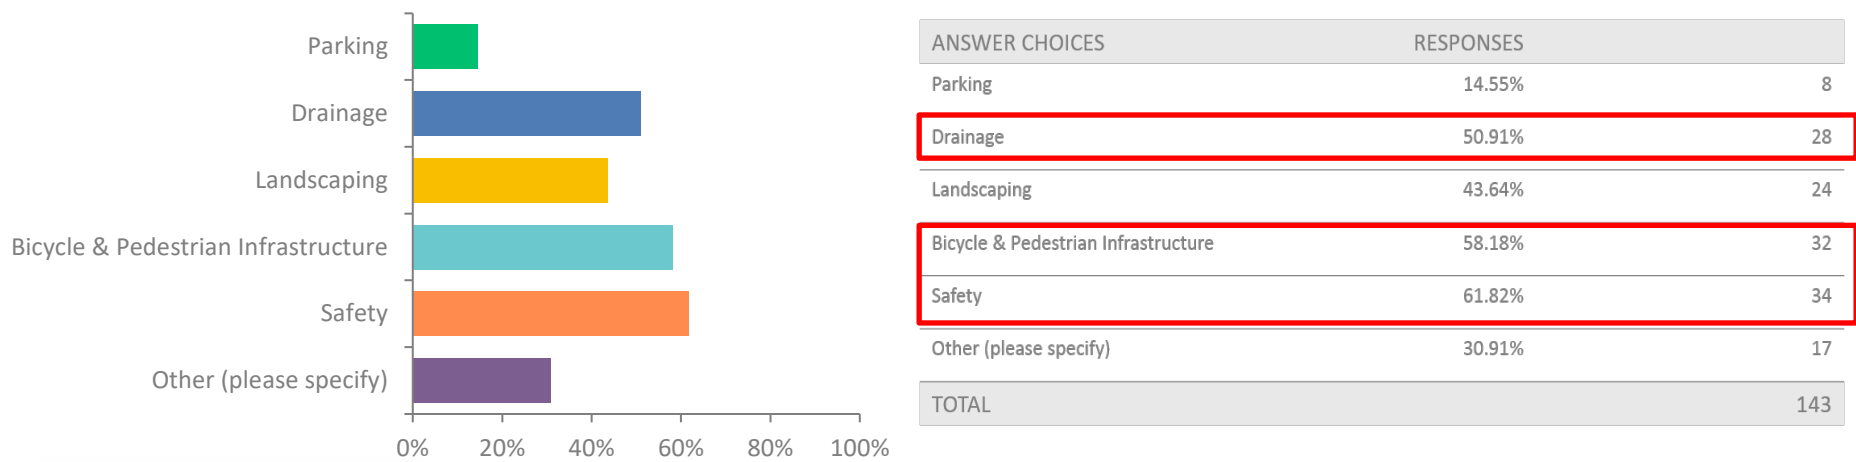 Parking
Drainage
Landscaping
Bicycle & Pedestrian Infrastructure
Safety
Other (please specify)
0% 20% 40% 60% 80% 100%
ANSWER CHOICES RESPONSES
Parking 14.55% 8
Drainage 50.91% 28
Landscaping 43.64% 24
Bicycle & Pedestrian Infrastructure 58.18% 32
Safety 61.82% 34
Other (please specify) 30.91% 17
TOTAL 143